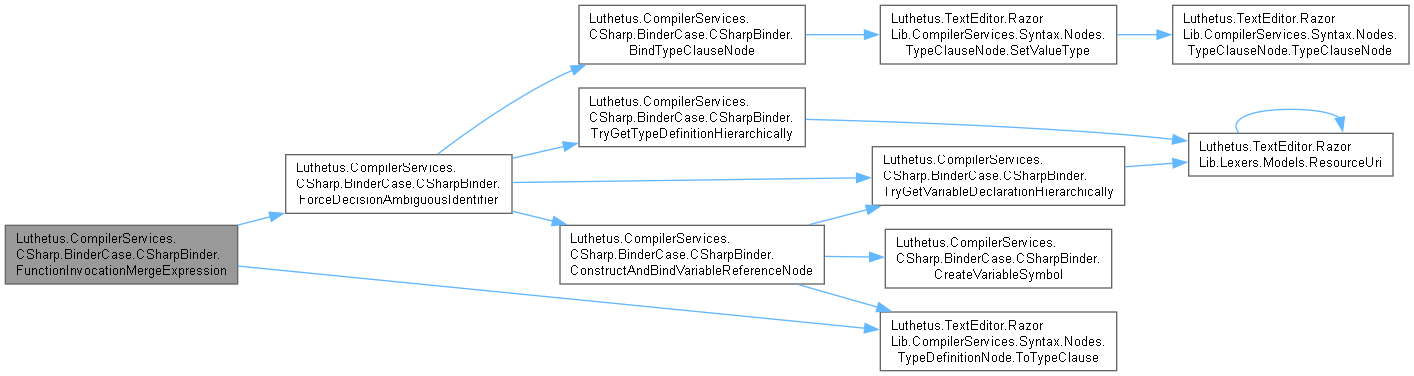 Luthetus.CompilerServices.
CSharp.BinderCase.CSharpBinder.
BindTypeClauseNode
Luthetus.TextEditor.Razor
Lib.CompilerServices.Syntax.Nodes.
TypeClauseNode.SetValueType
Luthetus.TextEditor.Razor
Lib.CompilerServices.Syntax.Nodes.
TypeClauseNode.TypeClauseNode
Luthetus.CompilerServices.
CSharp.BinderCase.CSharpBinder.
TryGetTypeDefinitionHierarchically
Luthetus.TextEditor.Razor
Lib.Lexers.Models.ResourceUri
Luthetus.CompilerServices.
CSharp.BinderCase.CSharpBinder.
ForceDecisionAmbiguousIdentifier
Luthetus.CompilerServices.
CSharp.BinderCase.CSharpBinder.
TryGetVariableDeclarationHierarchically
Luthetus.CompilerServices.
CSharp.BinderCase.CSharpBinder.
FunctionInvocationMergeExpression
Luthetus.CompilerServices.
CSharp.BinderCase.CSharpBinder.
ConstructAndBindVariableReferenceNode
Luthetus.CompilerServices.
CSharp.BinderCase.CSharpBinder.
CreateVariableSymbol
Luthetus.TextEditor.Razor
Lib.CompilerServices.Syntax.Nodes.
TypeDefinitionNode.ToTypeClause